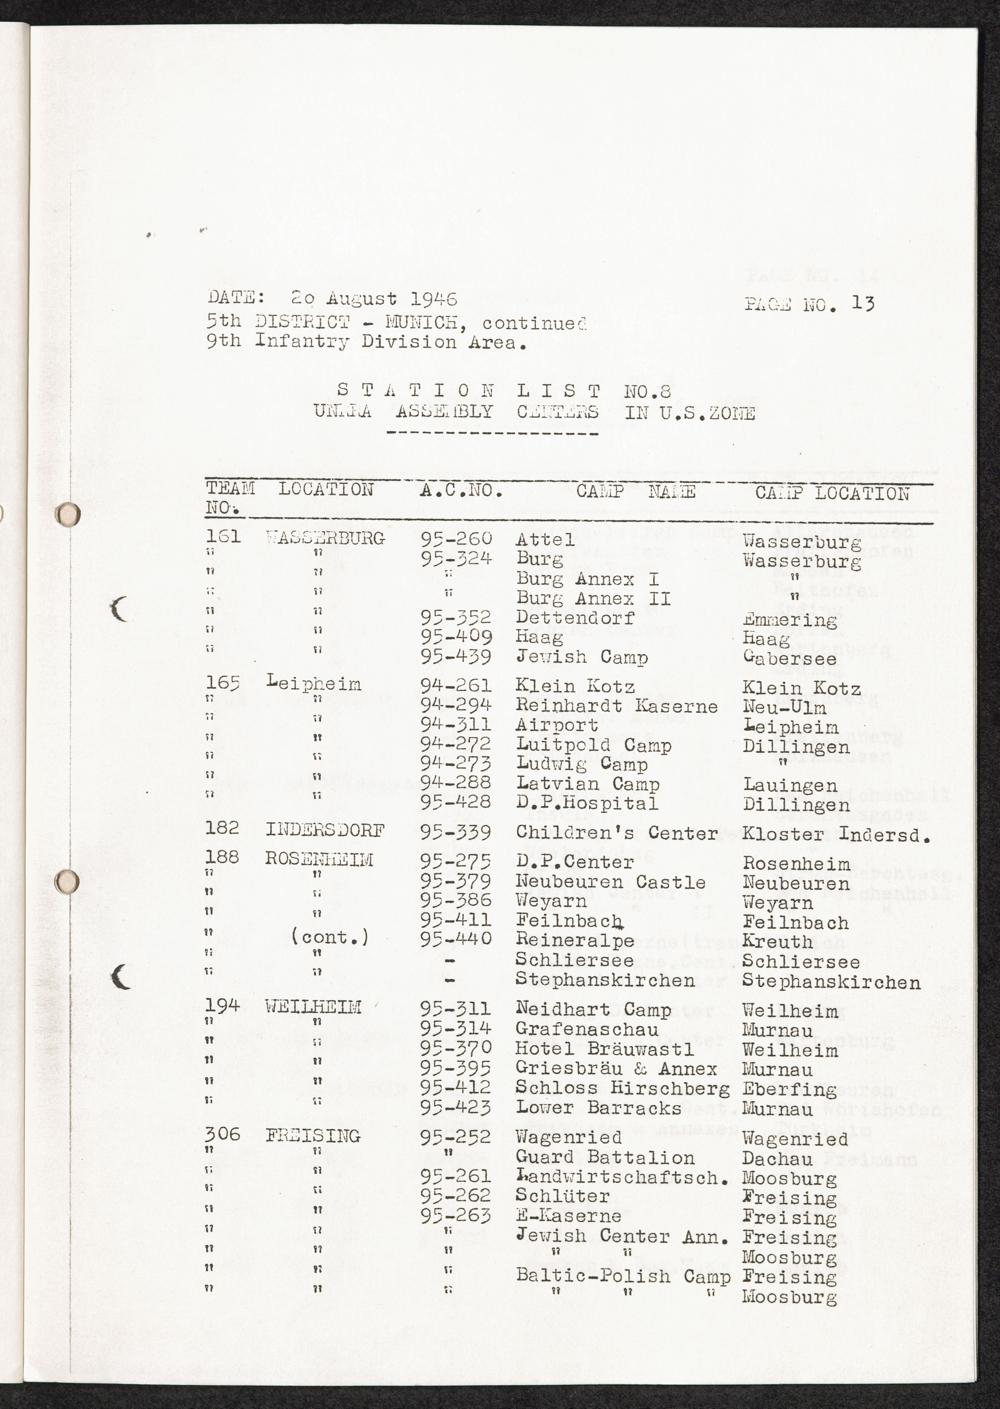 DATE: 20 August 1946 PAGE NO. 13
5th DISTRICT - MUNICH, continued
9th Infantry Division Area.
STATION LIST NO.8
UNRRA ASSEMBLY CENTERS IN U.S.ZONE
TEAM NO. LOCATION A.C.NO. CAMP NAME CAMP LOCATION
161 WASSERBURG 95-260 Attel Wasserburg
" " 95-324 Burg Wasserburg
" " " Burg Annex I "
" " " Burg Annex II "
" " 95-352 Dettendorf Emmering
" " 95-409 Haag Haag
" " 95-439 Jewish Camp Gabersee
165 Leipheim 94-261 Klein Kotz Klein Kotz
" " 94-294 Reinhardt Kaserne Neu-Ulm
" " 94-311 Airport Leipheim
" " 94-272 Luitpold Camp Dillingen
" " 94-273 Ludwig Camp "
" " 94-288 Latvian Camp Lauingen
" " 95-428 D.P.Hospital Dillingen
182 INDERSDORF 95-339 Children's Center Kloster Indersd.
188 ROSENHEIM 95-275 D.P.Center Rosenheim
" " 95-379 Neubeuren Castle Neubeuren
" " 95-386 Weyarn Weyarn
" " 95-411 Feilnbach Feilnbach
" (cont.) 95-440 Reineralpe Kreuth
" " - Schliersee Schliersee
" " - Stephanskirchen Stephanskirchen
194 WEILHEIM 95-311 Neidhart Camp Weilheim
" " 95-314 Grafenaschau Murnau
" " 95-370 Hotel Bräuwastl Weilheim
" " 95-395 Griesbräu & Annex Murnau
" " 95-412 Schloss Hirschberg Eberfing
" " 95-423 Lower Barracks Murnau
306 FREISING 95-252 Wagenried Wagenried
" " " Guard Battalion Dachau
" " 95-261 Landwirtschaftsch. Moosburg
" " 95-262 Schlüter Freising
" " 95-263 E-Kaserne Freising
" " " Jewish Center Ann. Freising
" " " " " Moosburg
" " " Baltic-Polish Camp Freising
" " " " " " Moosburg